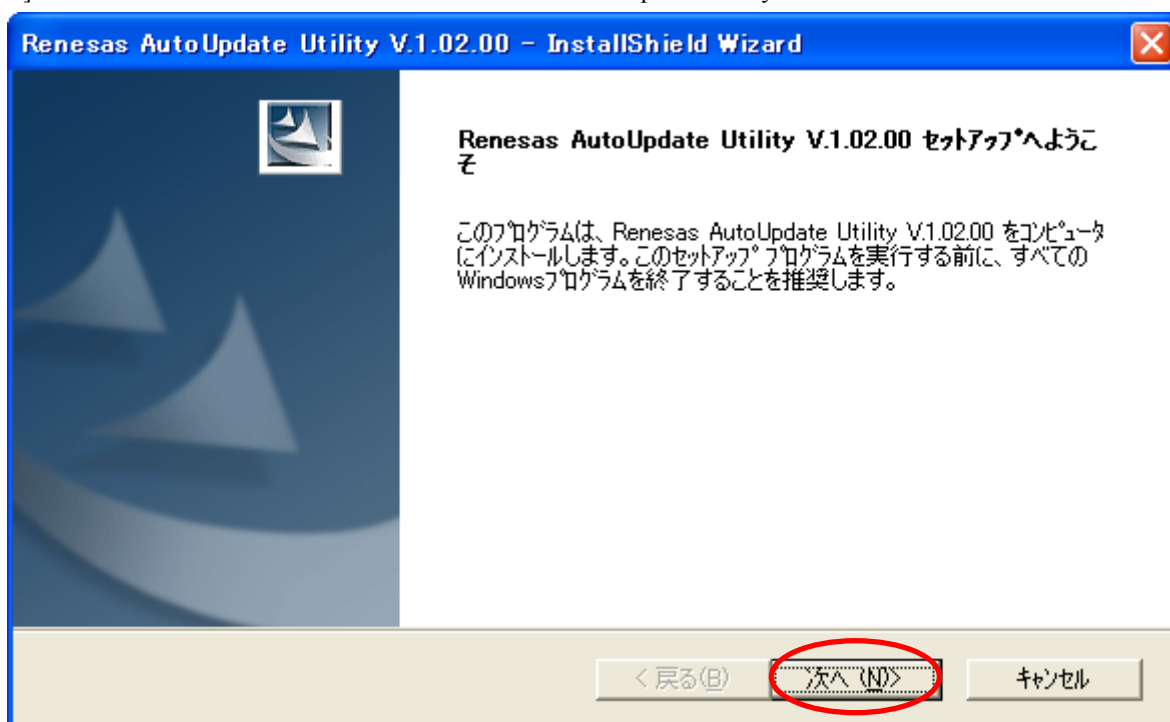 Renesas AutoUpdate Utility V.1.02.00 - InstallShield Wizard
Renesas AutoUpdate Utility V.1.02.00 ｾｯﾄｱｯﾌﾟへようこ
そ
このﾌﾟﾛｸﾞﾗﾑは、Renesas AutoUpdate Utility V.1.02.00 をｺﾝﾋﾟｭｰﾀ
にｲﾝｽﾄｰﾙします。このｾｯﾄｱｯﾌﾟ ﾌﾟﾛｸﾞﾗﾑを実行する前に、すべての
Windowsﾌﾟﾛｸﾞﾗﾑを終了することを推奨します。
< 戻る(B)
次へ (N)>
ｷｬﾝｾﾙ